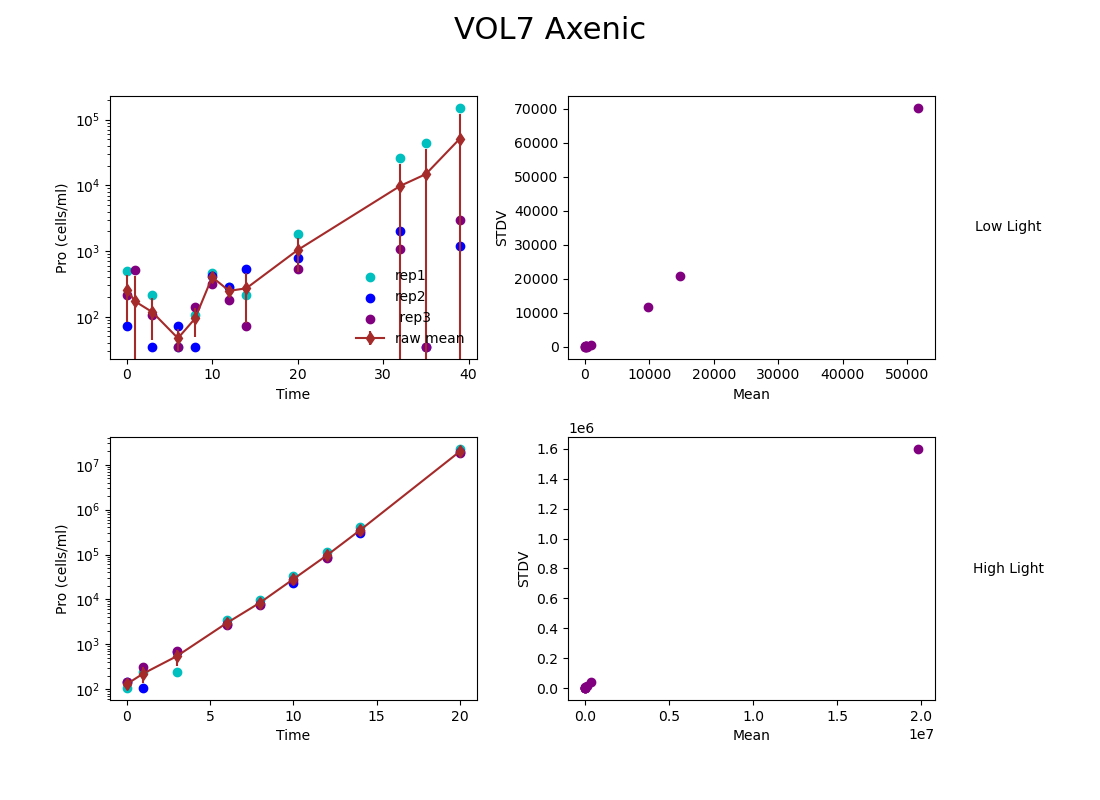 VOL7 Axenic
Pro (cells/ml)
10^5
10^4
10^3
10^2
0 10 20 30 40
Time
rep1
rep2
rep3
raw mean
STDV
70000
60000
50000
40000
30000
20000
10000
0
0 10000 20000 30000 40000 50000
Mean
Low Light
Pro (cells/ml)
10^7
10^6
10^5
10^4
10^3
10^2
0 5 10 15 20
Time
1e6
STDV
1.6
1.4
1.2
1.0
0.8
0.6
0.4
0.2
0.0
0.0 0.5 1.0 1.5 2.0
1e7
Mean
High Light